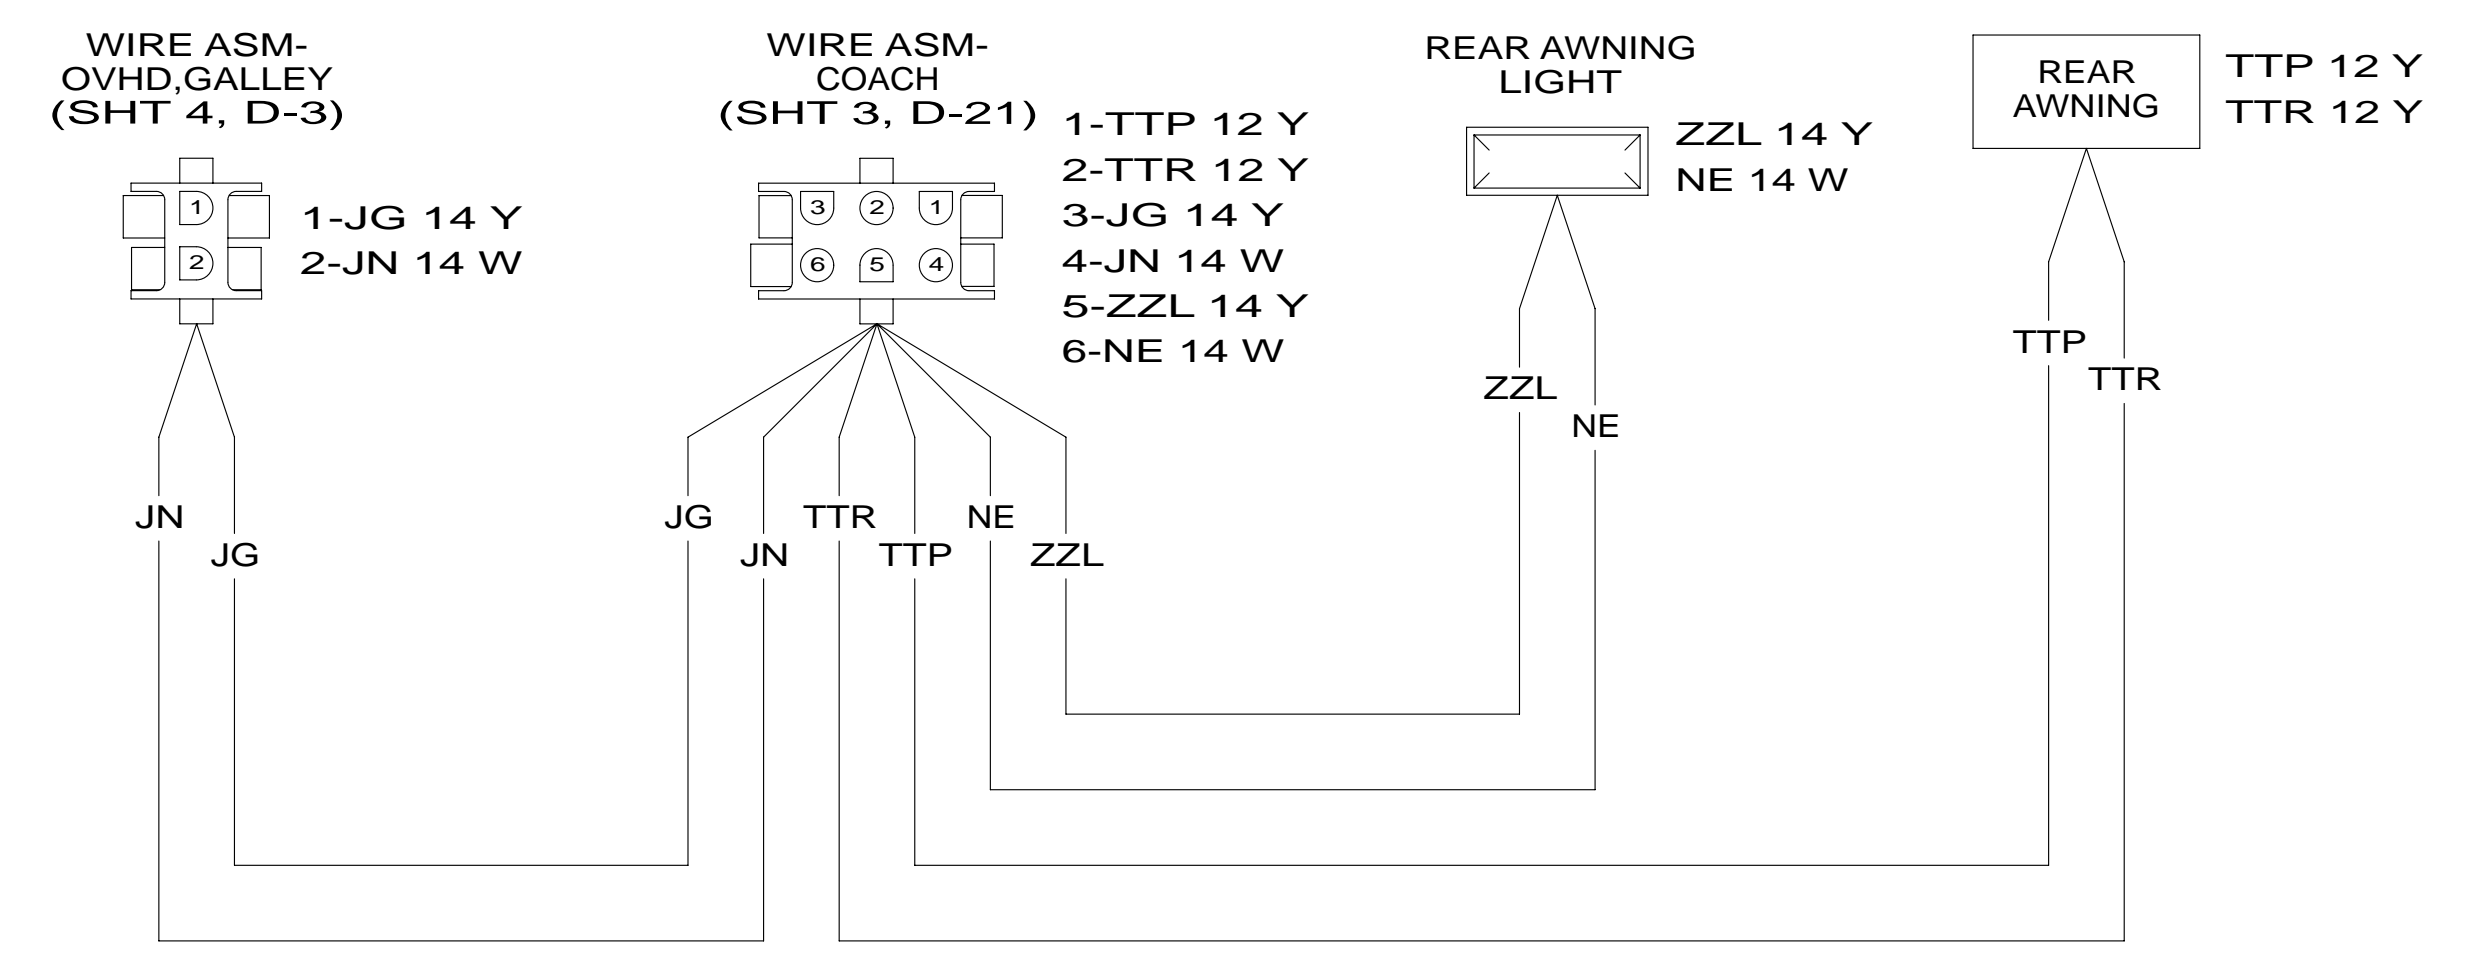 WIRE ASM-
OVHD,GALLEY
(SHT 4, D-3)
1
2
1-JG 14 Y
2-JN 14 W
WIRE ASM-
COACH
(SHT 3, D-21)
3 2 1
6 5 4
1-TTP 12 Y
2-TTR 12 Y
3-JG 14 Y
4-JN 14 W
5-ZZL 14 Y
6-NE 14 W
REAR AWNING
LIGHT
ZZL 14 Y
NE 14 W
REAR
AWNING
TTP 12 Y
TTR 12 Y
TTP
TTR
ZZL
NE
JN
JG
JG
JN
TTR
TTP
NE
ZZL